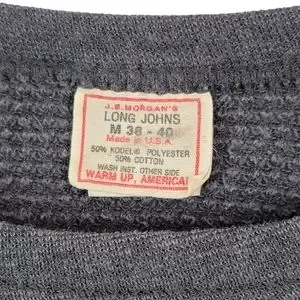 J.E.MORGAN'S
LONG JOHNS
M 38 - 40
Made in U.S.A.
50% KODEL® POLYESTER
50% COTTON
WASH INST. OTHER SIDE
WARM UP, AMERICA!